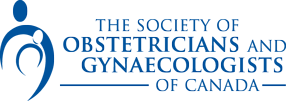 THE SOCIETY OF
OBSTETRICIANS AND
GYNAECOLOGISTS
OF CANADA